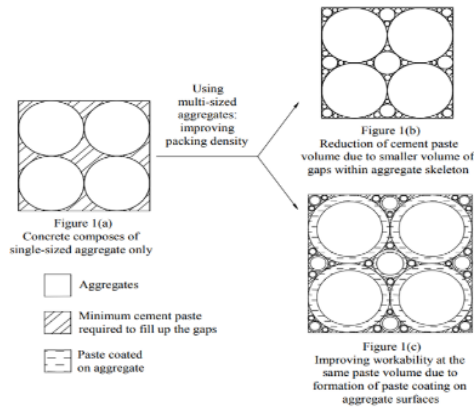 Using
multi-sized
aggregates:
improving
packing
density
Figure 1(a)
Concrete composes of
single-sized aggregate only
Aggregates
Minimum cement paste
required to fill up the gaps
Paste coated
on aggregate
Figure 1(b)
Reduction of cement paste
volume due to smaller volume of
gaps within aggregate skeleton
Figure 1(c)
Improving workability at the
same paste volume due to
formation of paste coating on
aggregate surfaces